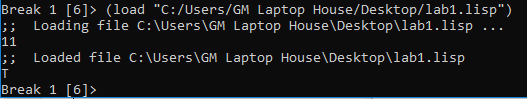 Break 1 [6]> (load "C:/Users/GM Laptop House/Desktop/lab1.lisp")
;;  Loading file C:\Users\GM Laptop House\Desktop\lab1.lisp ...
11
;;  Loaded file C:\Users\GM Laptop House\Desktop\lab1.lisp
T
Break 1 [6]>